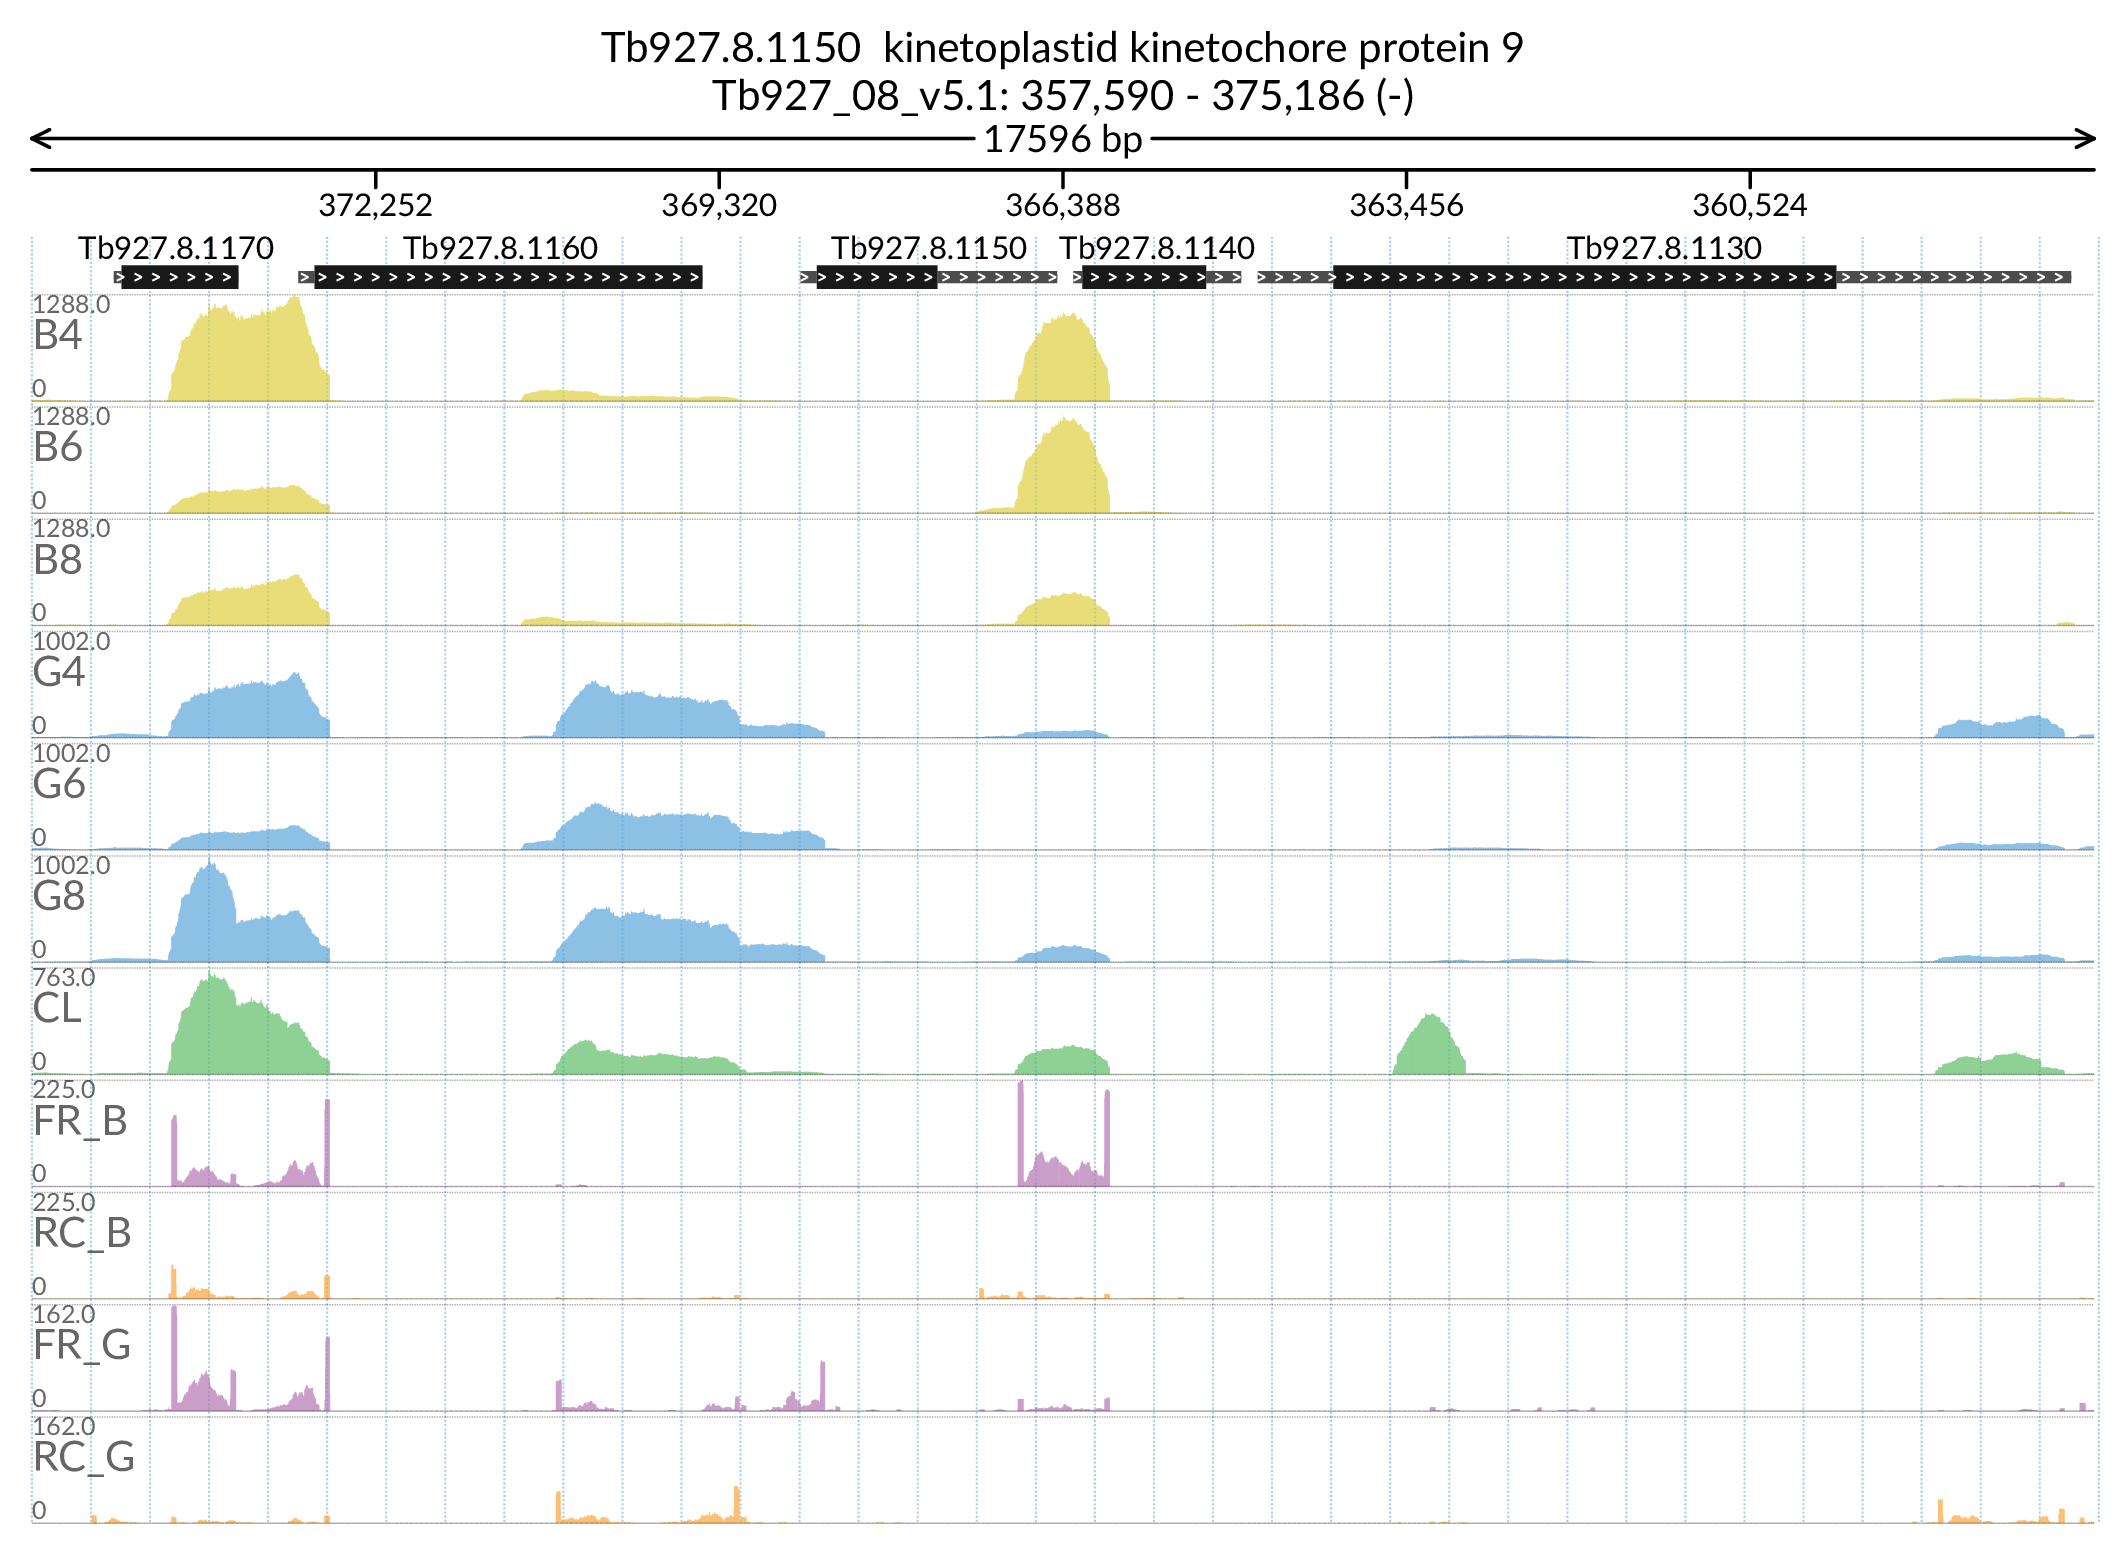 Tb927.8.1150  kinetoplastid kinetochore protein 9
Tb927_08_v5.1: 357,590 - 375,186 (-)
17596 bp
372,252 369,320 366,388 363,456 360,524
Tb927.8.1170 Tb927.8.1160 Tb927.8.1150 Tb927.8.1140 Tb927.8.1130
1288.0
B4
0
1288.0
B6
0
1288.0
B8
0
1002.0
G4
0
1002.0
G6
0
1002.0
G8
0
763.0
CL
0
225.0
FR_B
0
225.0
RC_B
0
162.0
FR_G
0
162.0
RC_G
0